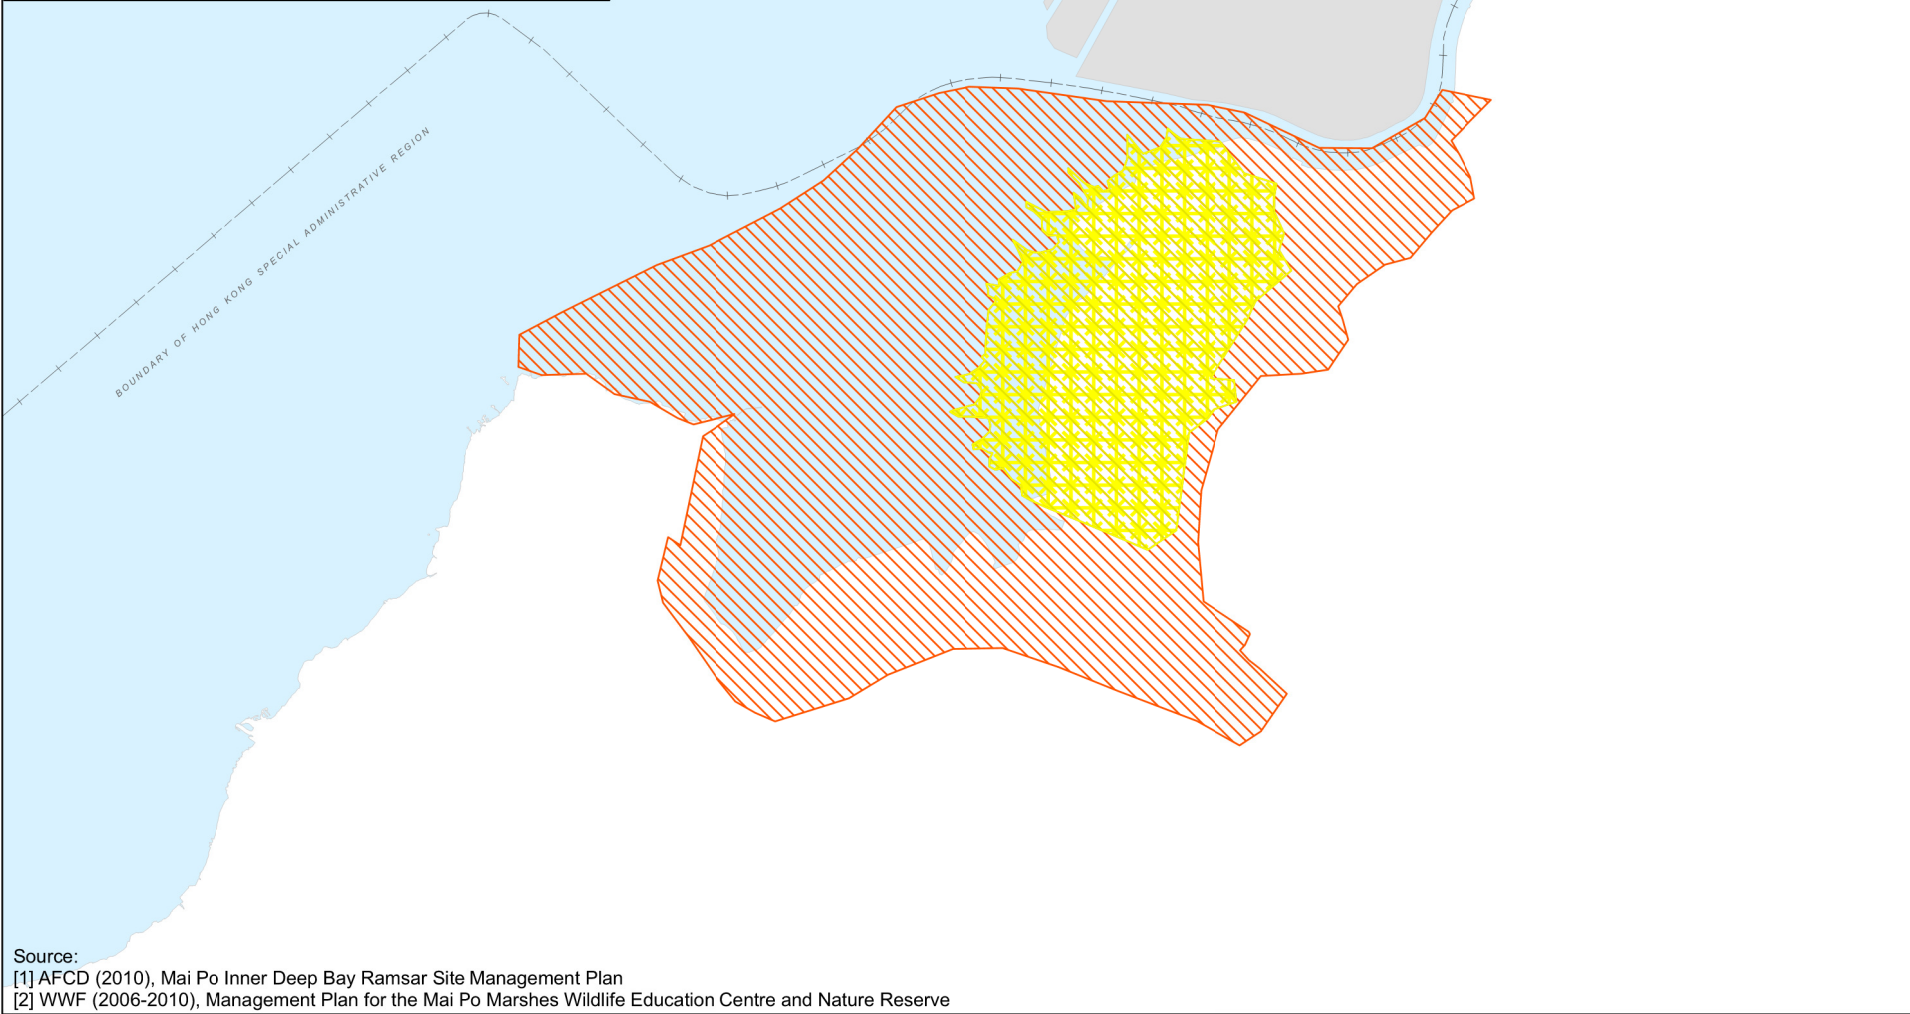 BOUNDARY OF HONG KONG SPECIAL ADMINISTRATIVE REGION
Source:
[1] AFCD (2010), Mai Po Inner Deep Bay Ramsar Site Management Plan
[2] WWF (2006-2010), Management Plan for the Mai Po Marshes Wildlife Education Centre and Nature Reserve